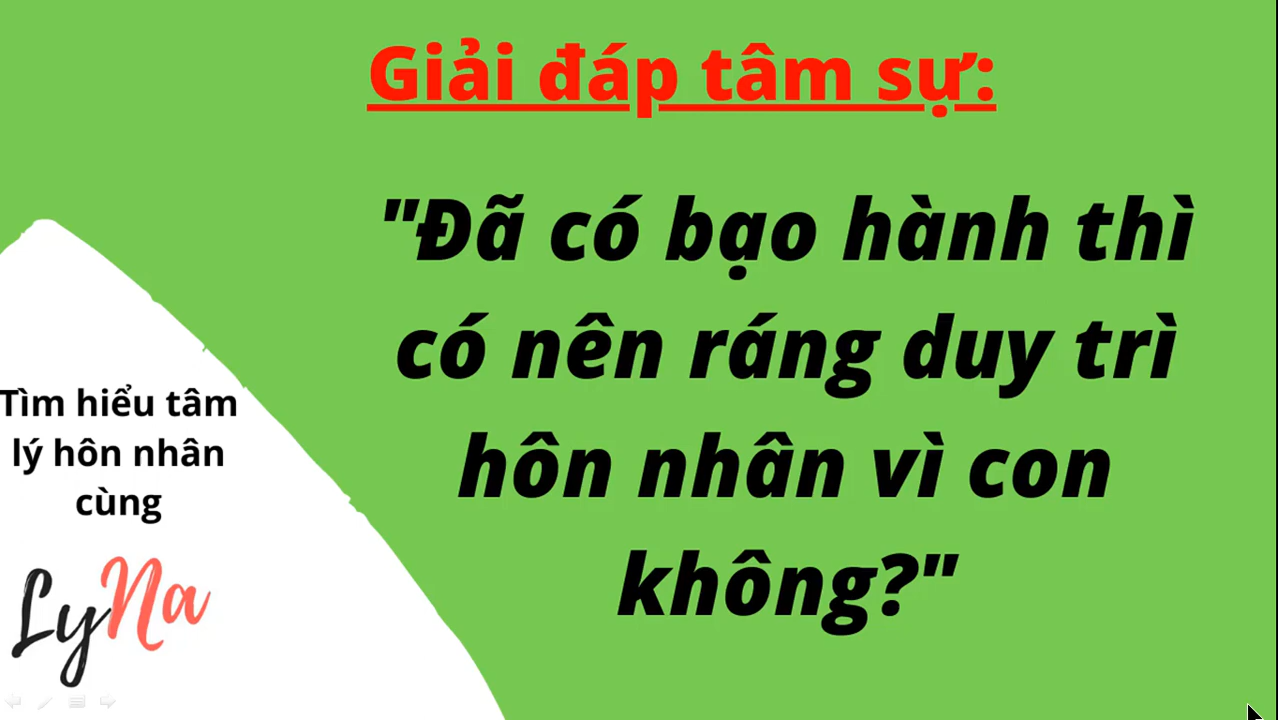 Giải đáp tâm sự:
"Đã có bạo hành thì
có nên ráng duy trì
hôn nhân vì con
không?"
Tìm hiểu tâm
lý hôn nhân
cùng
LyNa